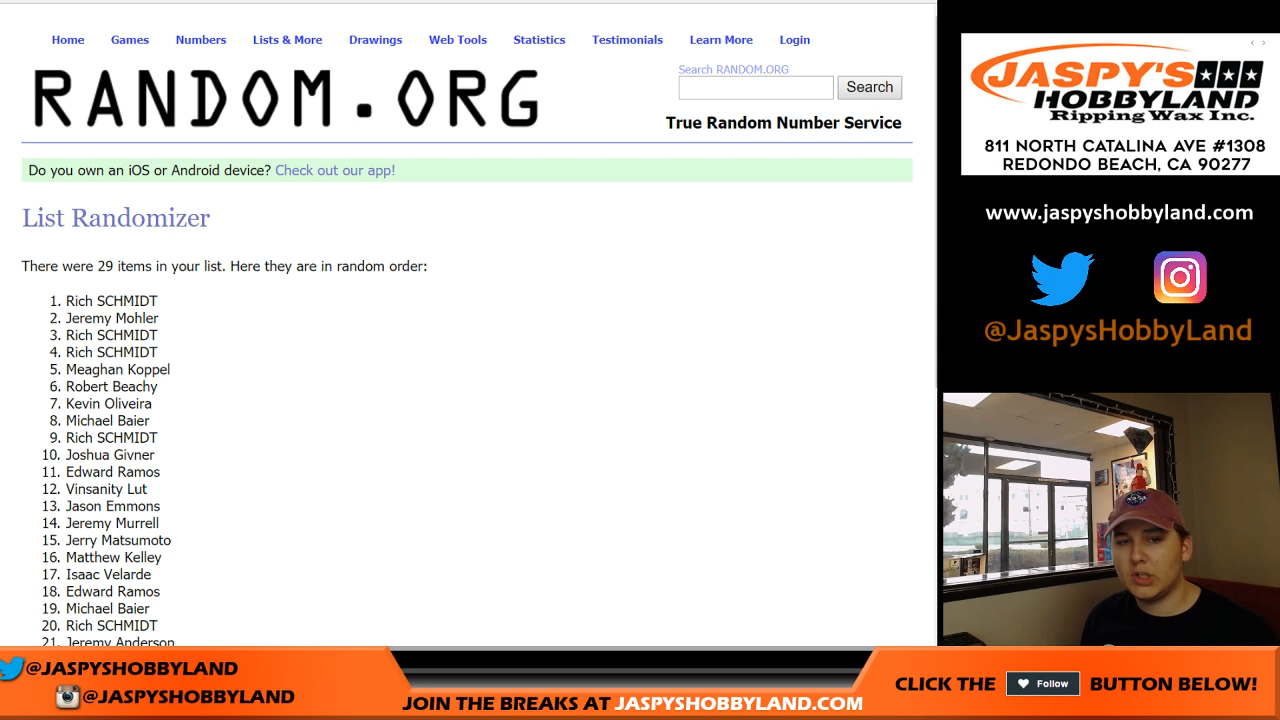 Home Games Numbers Lists & More Drawings Web Tools Statistics Testimonials Learn More Login
RANDOM.ORG
Search RANDOM.ORG
Search
True Random Number Service
Do you own an iOS or Android device? Check out our app!
List Randomizer
There were 29 items in your list. Here they are in random order:
1. Rich SCHMIDT
2. Jeremy Mohler
3. Rich SCHMIDT
4. Rich SCHMIDT
5. Meaghan Koppel
6. Robert Beachy
7. Kevin Oliveira
8. Michael Baier
9. Rich SCHMIDT
10. Joshua Givner
11. Edward Ramos
12. Vinsanity Lut
13. Jason Emmons
14. Jeremy Murrell
15. Jerry Matsumoto
16. Matthew Kelley
17. Isaac Velarde
18. Edward Ramos
19. Michael Baier
20. Rich SCHMIDT
21. Jeremy Anderson
JASPY'S
HOBBYLAND
Ripping Wax Inc.
811 NORTH CATALINA AVE #1308
REDONDO BEACH, CA 90277
www.jaspyshobbyland.com
@JaspysHobbyLand
@JASPYSHOBBYLAND
@JASPYSHOBBYLAND
JOIN THE BREAKS AT JASPYSHOBBYLAND.COM
CLICK THE Follow BUTTON BELOW!